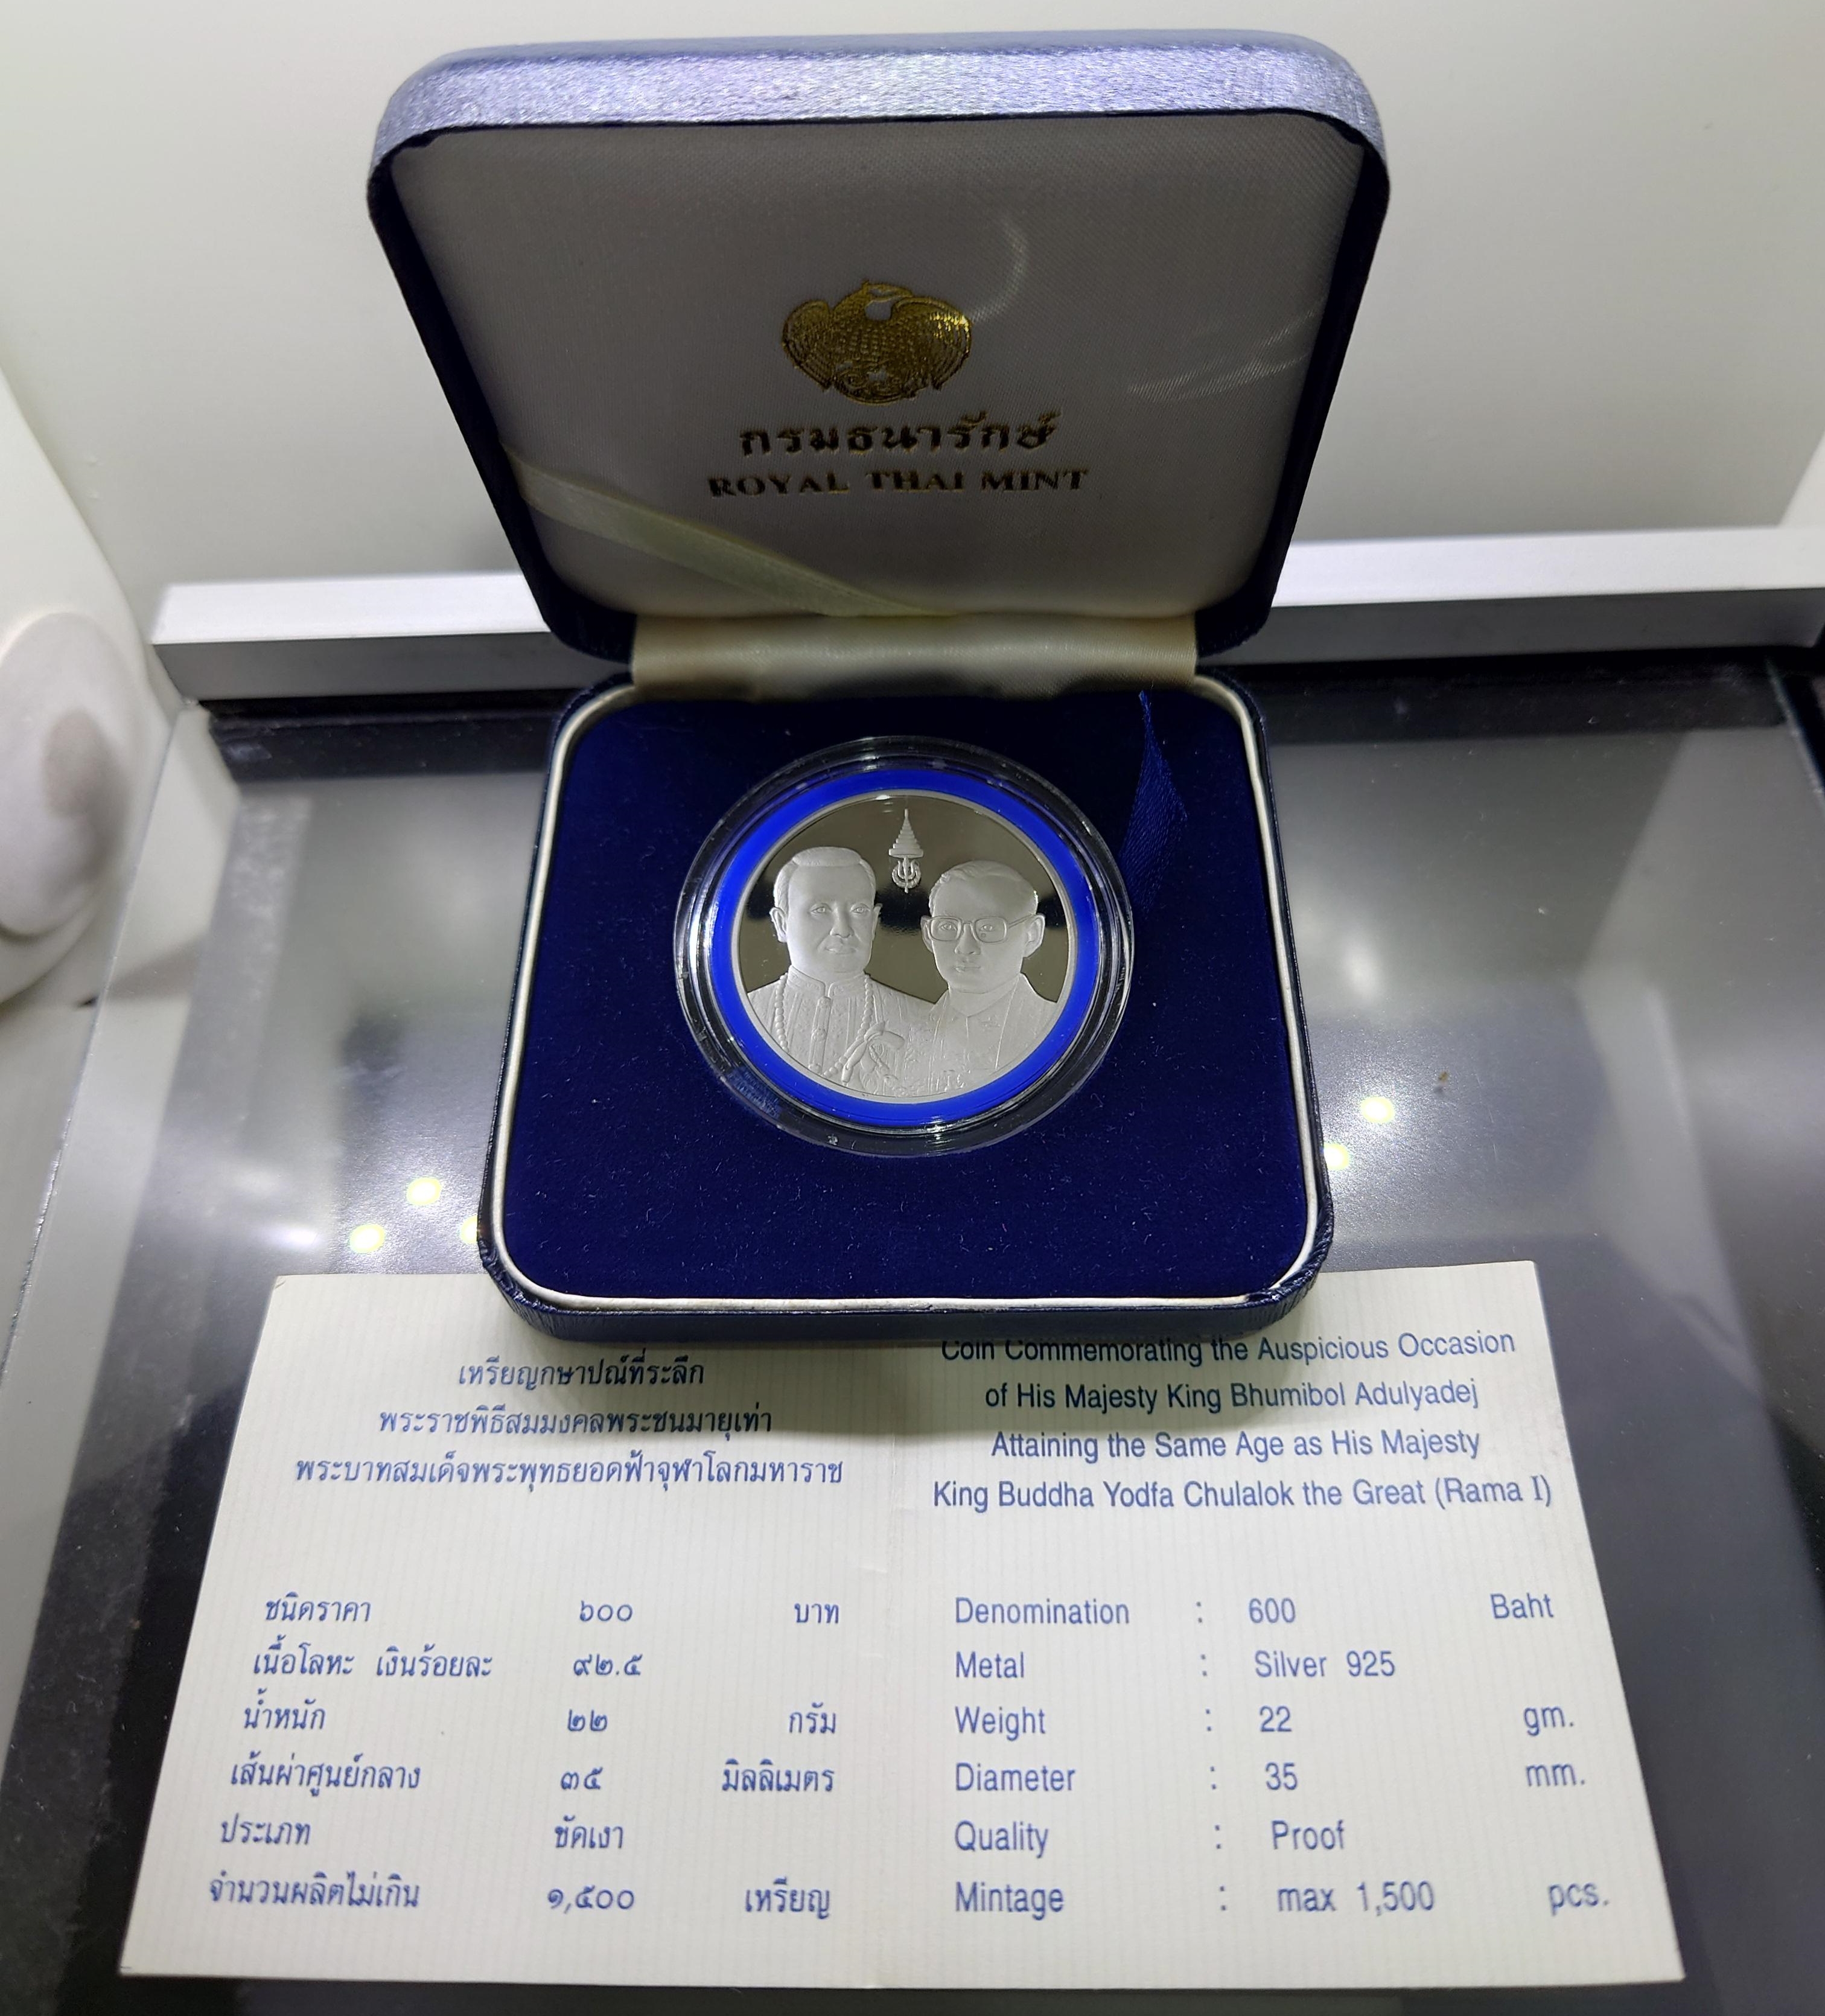 กรมธนารักษ์
ROYAL THAI MINT
เหรียญกษาปณ์ที่ระลึก
พระราชพิธีสมมงคลพระชนมายุเท่า
พระบาทสมเด็จพระพุทธยอดฟ้าจุฬาโลกมหาราช
ชนิดราคา ๖๐๐ บาท
เนื้อโลหะ เงินร้อยละ ๙๒.๕
น้ำหนัก ๒๒ กรัม
เส้นผ่าศูนย์กลาง ๓๕ มิลลิเมตร
ประเภท ขัดเงา
จำนวนผลิตไม่เกิน ๑,๕๐๐ เหรียญ
Coin Commemorating the Auspicious Occasion
of His Majesty King Bhumibol Adulyadej
Attaining the Same Age as His Majesty
King Buddha Yodfa Chulalok the Great (Rama I)
Denomination : 600 Baht
Metal : Silver 925
Weight : 22 gm.
Diameter : 35 mm.
Quality : Proof
Mintage : max 1,500 pcs.